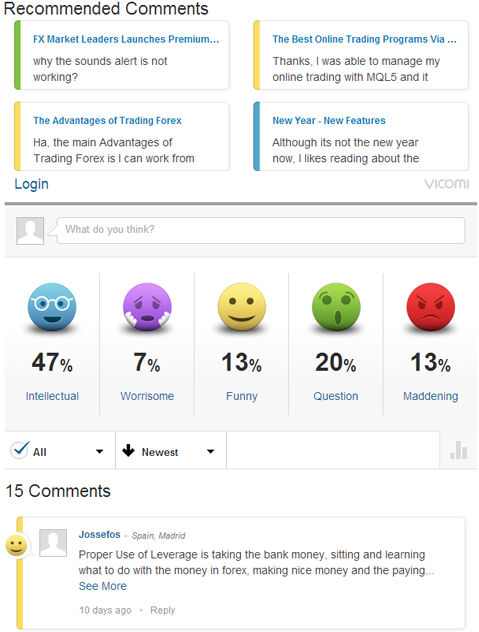 Recommended Comments
FX Market Leaders Launches Premium...
why the sounds alert is not
working?
The Best Online Trading Programs Via ...
Thanks, I was able to manage my
online trading with MQL5 and it
The Advantages of Trading Forex
Ha, the main Advantages of
Trading Forex is I can work from
New Year - New Features
Although its not the new year
now, I likes reading about the
Login
vicomi
What do you think?
47% 7% 13% 20% 13%
Intellectual Worrisome Funny Question Maddening
All Newest
15 Comments
Jossefos - Spain, Madrid
Proper Use of Leverage is taking the bank money, sitting and learning
what to do with the money in forex, making nice money and the paying...
See More
10 days ago • Reply